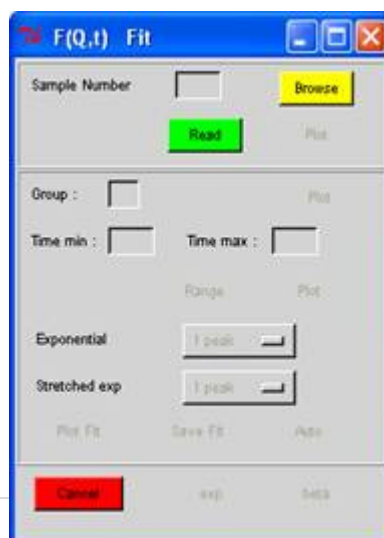 F(Q,t) Fit
Sample Number Browse
Read Plot
Group : Plot
Time min : Time max :
Range Plot
Exponential 1 peak
Stretched exp 1 peak
Plot Fit Save Fit Auto
Cancel exp beta